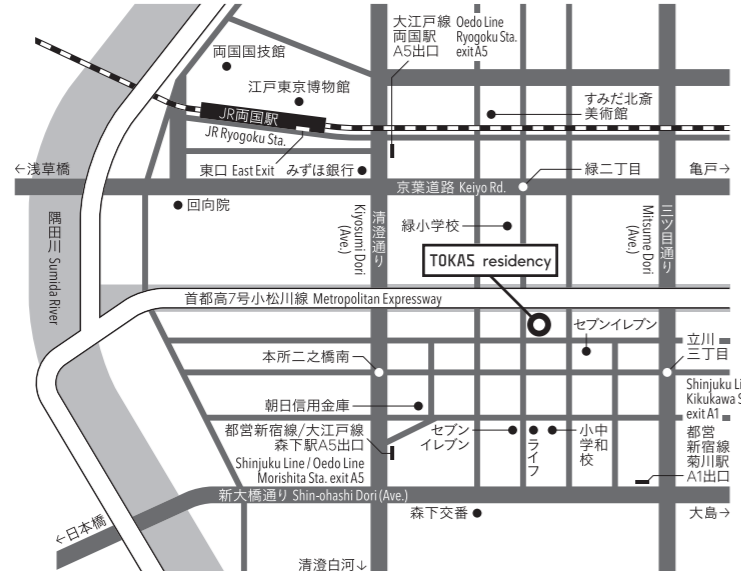 大江戸線
両国駅
A5出口
Oedo Line
Ryogoku Sta.
exit A5
両国国技館
江戸東京博物館
すみだ北斎
美術館
JR両国駅
JR Ryogoku Sta.
東口 East Exit
みずほ銀行
緑二丁目
←浅草橋
亀戸→
京葉道路 Keiyo Rd.
回向院
隅田川 Sumida River
清澄通り
Kiyosumi Dori
(Ave.)
緑小学校
三ツ目通り
Mitsume Dori
(Ave.)
TOKAS residency
首都高7号小松川線 Metropolitan Expressway
セブンイレブン
立川
三丁目
本所二之橋南
Shinjuku Li
Kikukawa S
exit A1
朝日信用金庫
都営新宿線/大江戸線
森下駅A5出口
Shinjuku Line / Oedo Line
Morishita Sta. exit A5
セブン
イレブン
ライフ
小中
学和
校
都営
新宿線
菊川駅
A1出口
新大橋通り Shin-ohashi Dori (Ave.)
←日本橋
森下交番
大島→
清澄白河↓